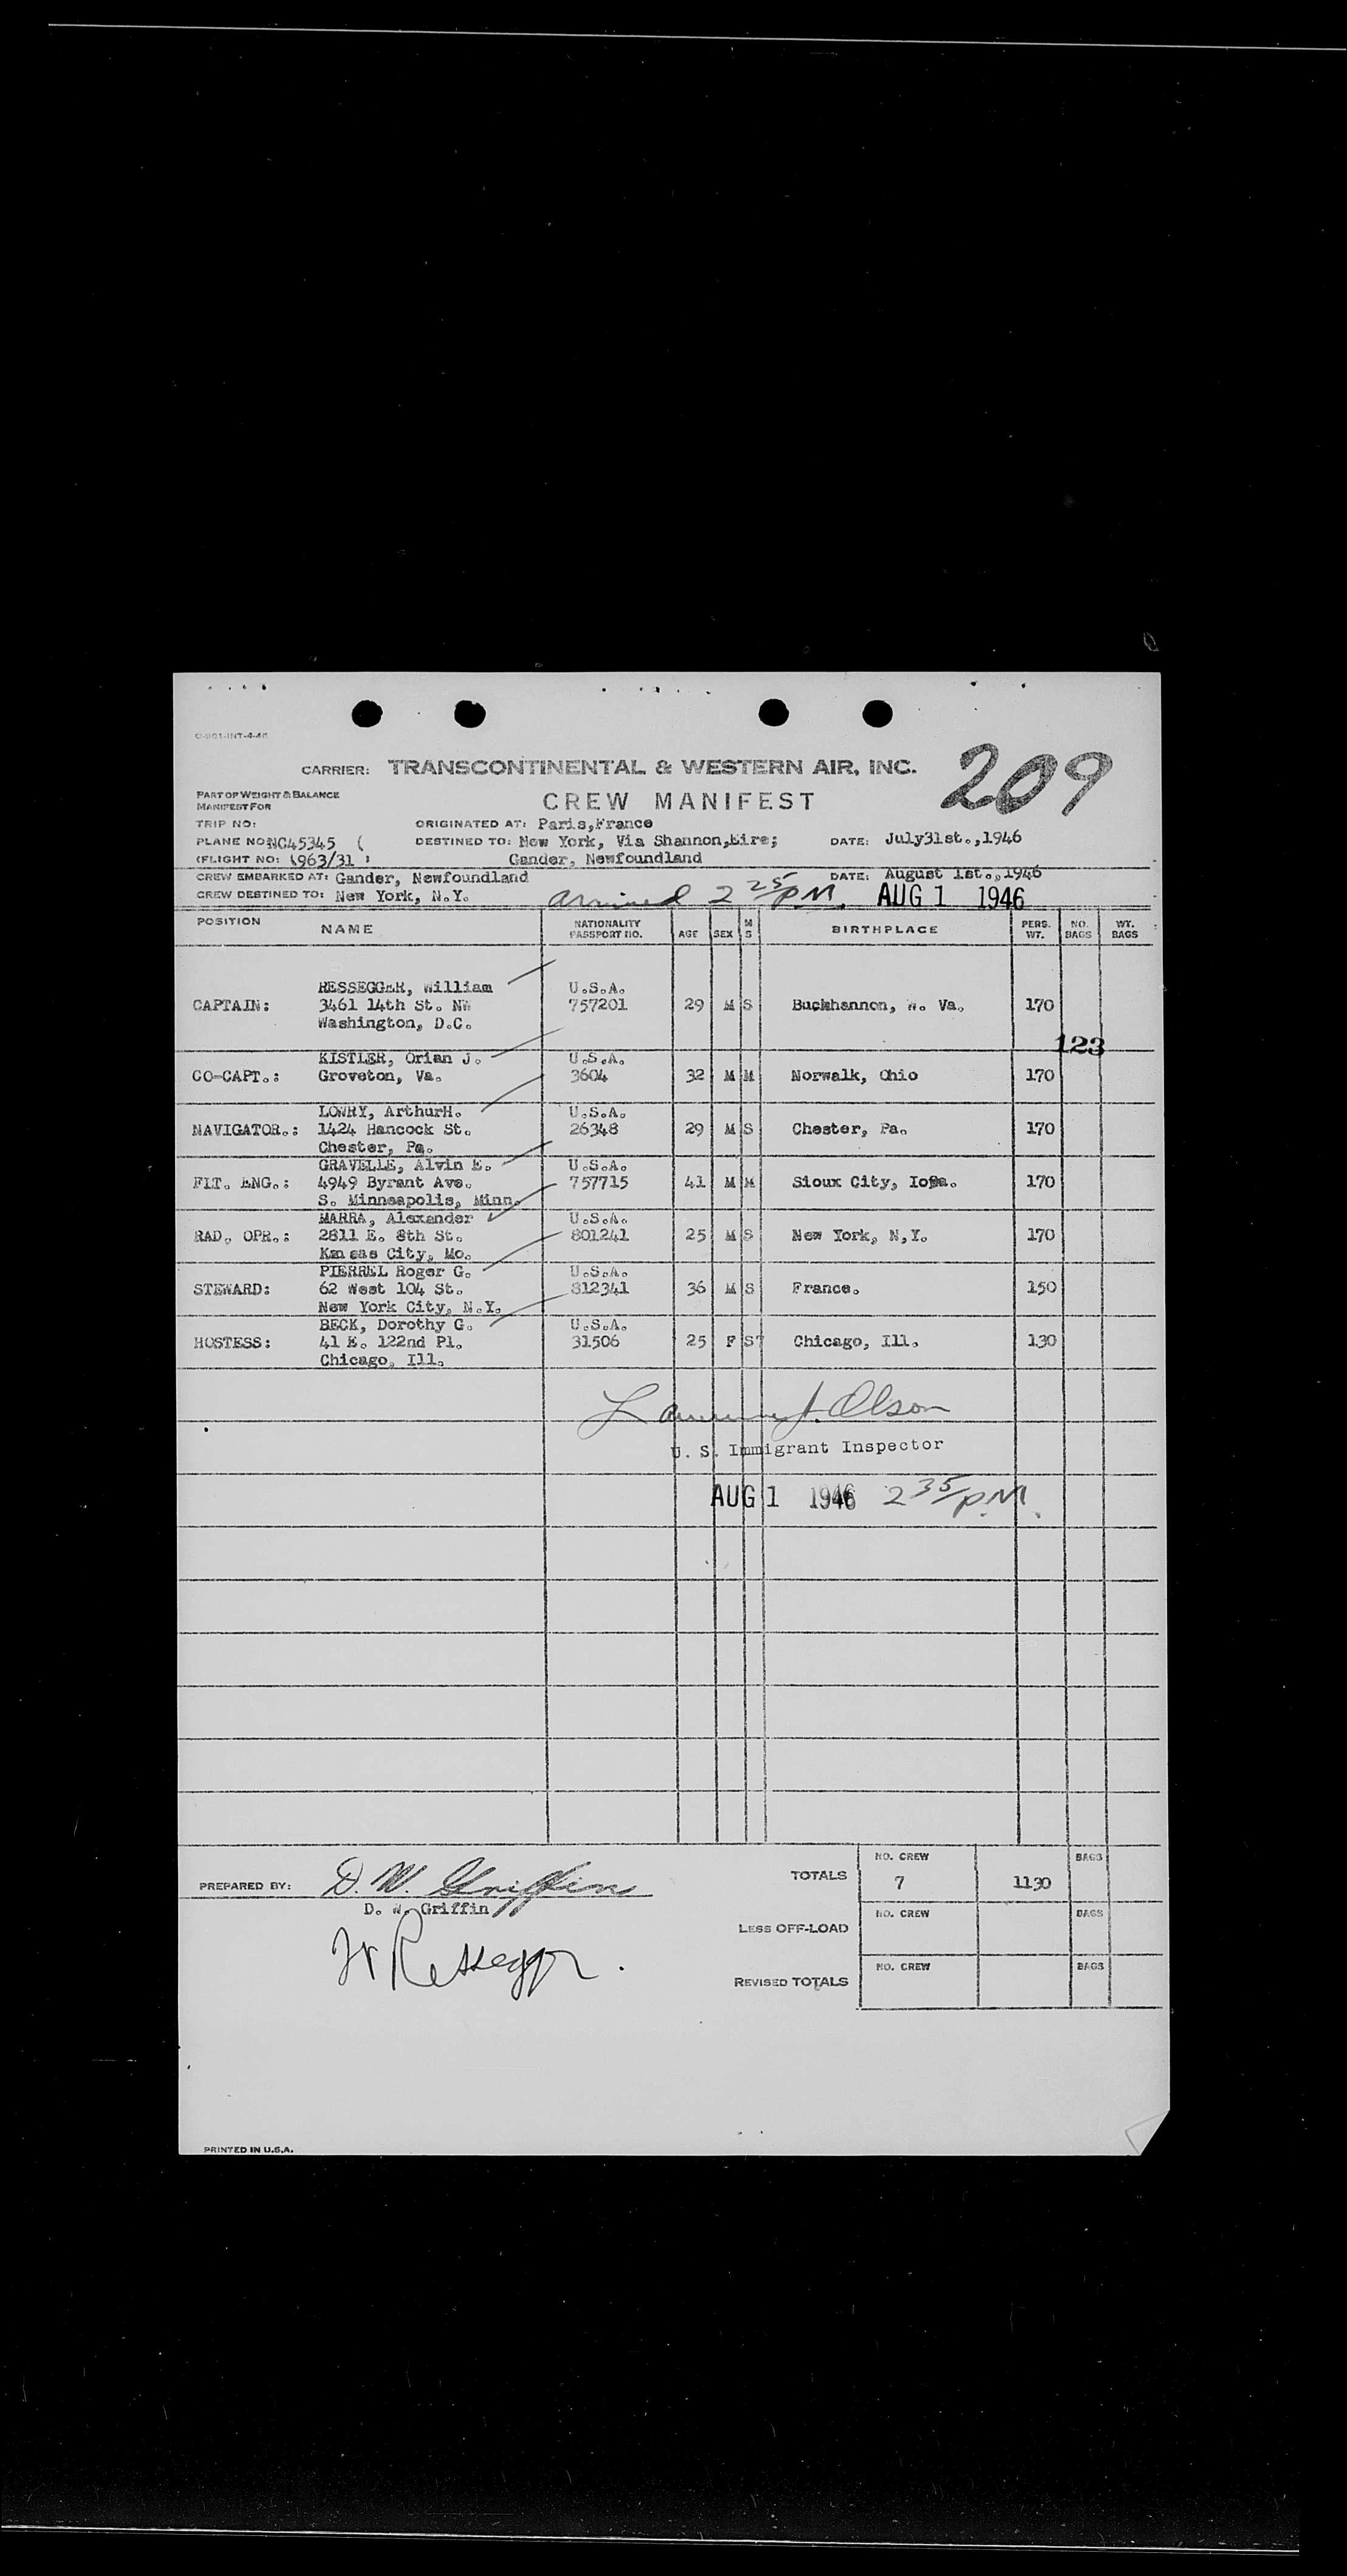 CARRIER: TRANSCONTINENTAL & WESTERN AIR, INC. 209
PART OF WEIGHT & BALANCE
MANIFEST FOR
CREW MANIFEST
TRIP NO: ORIGINATED AT: Paris,France
PLANE NO: NC45345 ( DESTINED TO: New York, Via Shannon,Eire; DATE: July31st.,1946
(FLIGHT NO: (963/31 ) Gander, Newfoundland
CREW EMBARKED AT: Gander, Newfoundland DATE: August 1st.,1946
CREW DESTINED TO: New York, N.Y. arrived 2 25/PM. AUG 1 1946
POSITION NAME NATIONALITY PASSPORT NO. AGE SEX M S BIRTHPLACE PERS. WT. NO. BAGS WT. BAGS
RESSEGGER, William U.S.A.
CAPTAIN: 3461 14th St. NW 757201 29 M S Buckhannon, W. Va. 170
Washington, D.C.
123
KISTLER, Orian J. U.S.A.
CO-CAPT.: Groveton, Va. 3604 32 M M Norwalk, Ohio 170
LOWRY, ArthurH. U.S.A.
NAVIGATOR.: 1424 Hancock St. 26348 29 M S Chester, Pa. 170
Chester, Pa.
GRAVELLE, Alvin E. U.S.A.
FLT. ENG.: 4949 Byrant Ave. 757715 41 M M Sioux City, Iowa. 170
S. Minneapolis, Minn.
MARRA, Alexander U.S.A.
RAD. OPR.: 2811 E. 8th St. 801241 25 M S New York, N,Y. 170
Kansas City, Mo.
PIERREL Roger G. U.S.A.
STEWARD: 62 West 104 St. 812341 36 M S France. 150
New York City, N.Y.
BECK, Dorothy G. U.S.A.
HOSTESS: 41 E. 122nd Pl. 31506 25 F S Chicago, Ill. 130
Chicago, Ill.
J. Olson
U. S. Immigrant Inspector
AUG 1 1946 2 35/PM.
NO. CREW BAGS
PREPARED BY: D. W. Griffin TOTALS 7 1130
D. W. Griffin
NO. CREW BAGS
LESS OFF-LOAD
W Ressegger.
NO. CREW BAGS
REVISED TOTALS
PRINTED IN U.S.A.